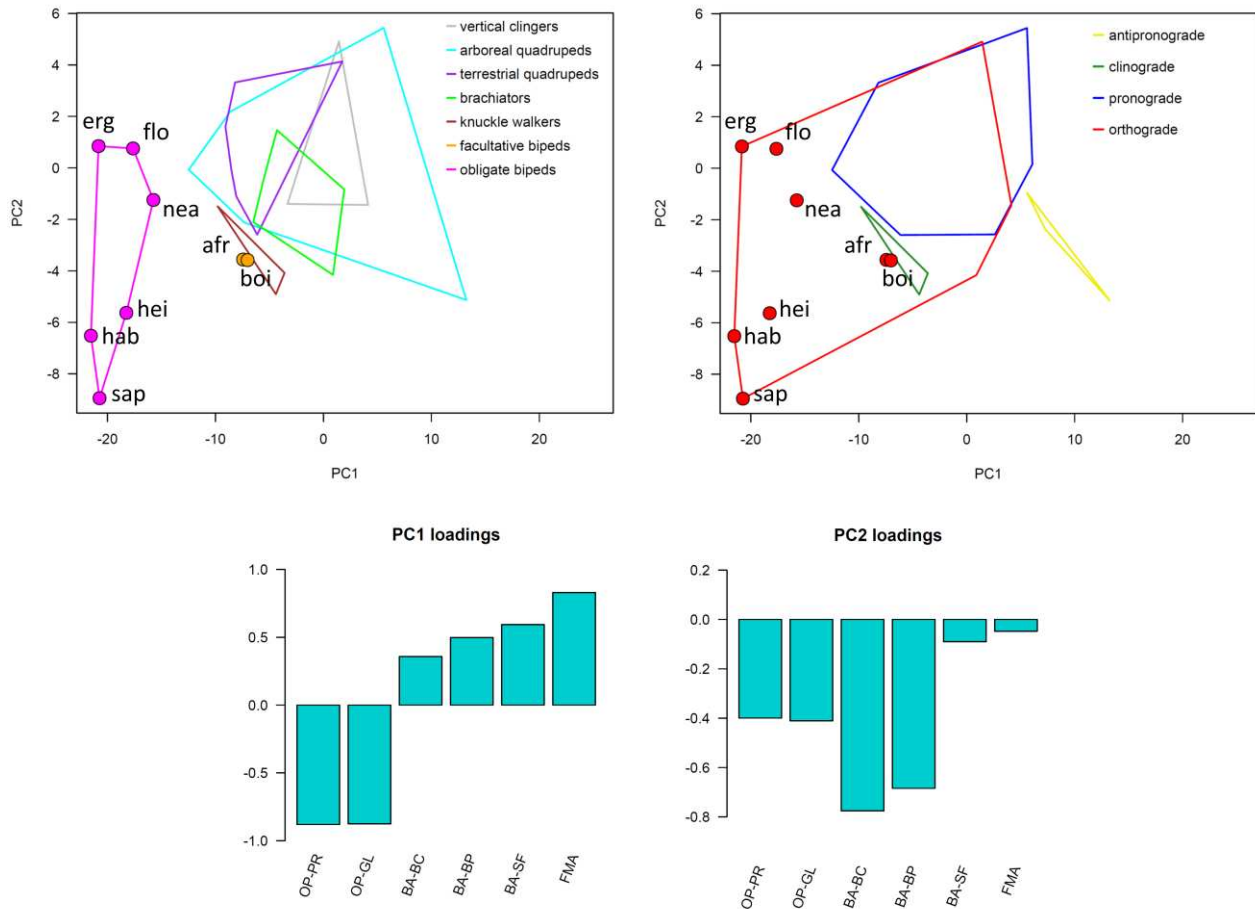 6
4
2
0
-2
-4
-6
-8
PC2
-20
-10
0
10
20
PC1
vertical clingers
arboreal quadrupeds
terrestrial quadrupeds
brachiators
knuckle walkers
facultative bipeds
obligate bipeds
erg
flo
nea
afr
boi
hei
hab
sap
6
4
2
0
-2
-4
-6
-8
PC2
-20
-10
0
10
20
PC1
antipronograde
clinograde
pronograde
orthograde
erg
flo
nea
afr
boi
hei
hab
sap
PC1 loadings
1.0
0.5
0.0
-0.5
-1.0
OP-PR
OP-GL
BA-BC
BA-BP
BA-SF
FMA
PC2 loadings
0.2
0.0
-0.2
-0.4
-0.6
-0.8
OP-PR
OP-GL
BA-BC
BA-BP
BA-SF
FMA